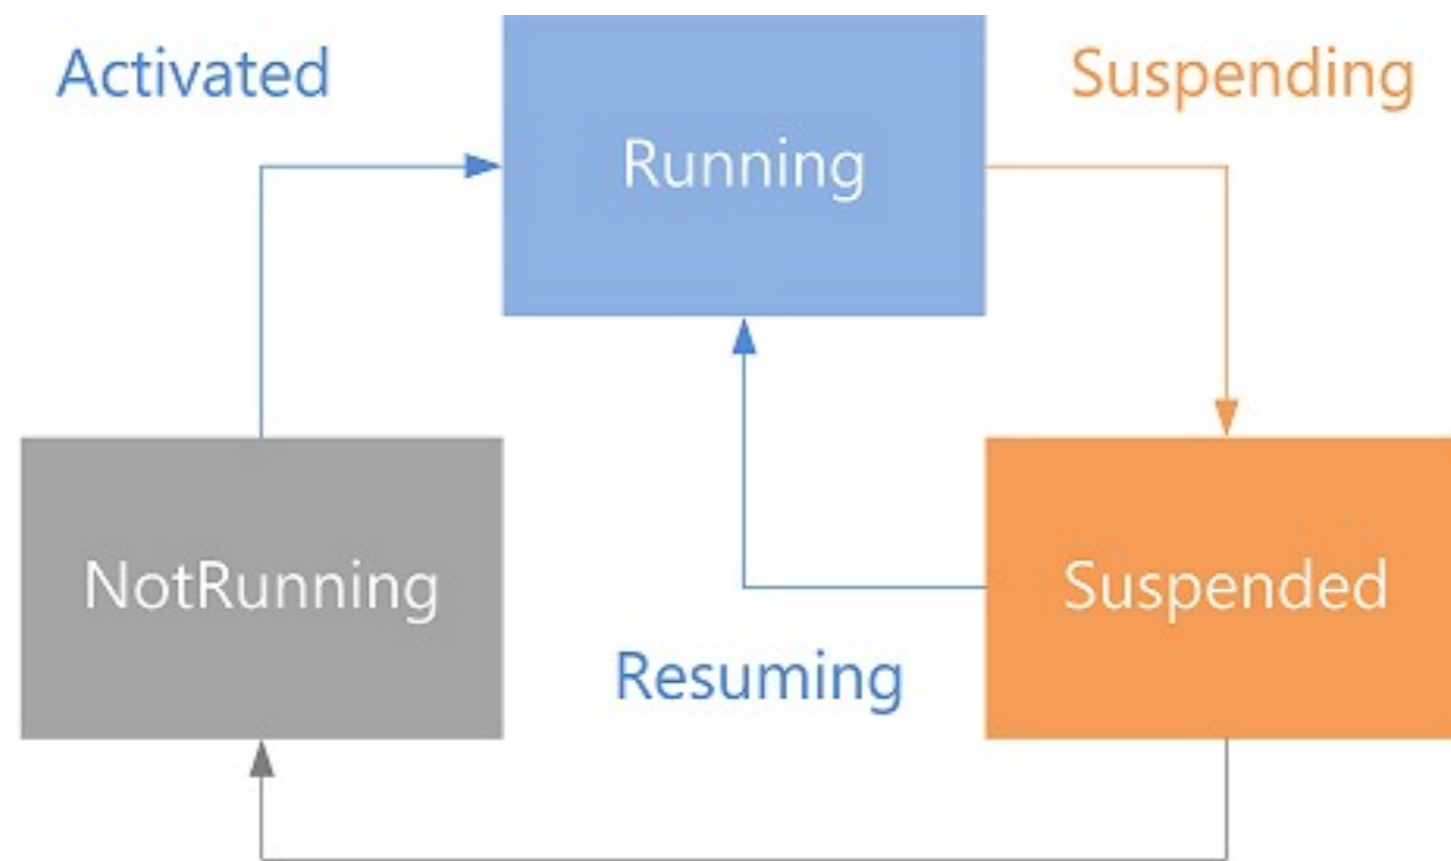 Activated
Suspending
Running
NotRunning
Suspended
Resuming